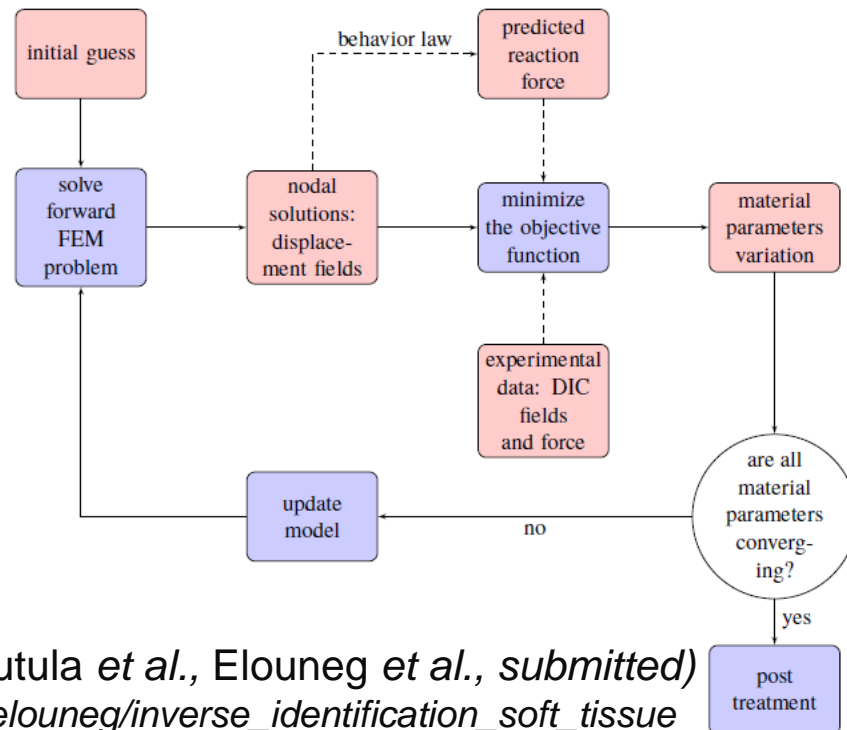 initial guess
behavior law
predicted
reaction
force
solve
forward
FEM
problem
nodal
solutions:
displace-
ment fields
minimize
the objective
function
material
parameters
variation
experimental
data: DIC
fields
and force
are all
material
parameters
converg-
ing?
no
update
model
yes
post
treatment
utula et al., Elouneg et al., submitted)
elouneg/inverse_identification_soft_tissue